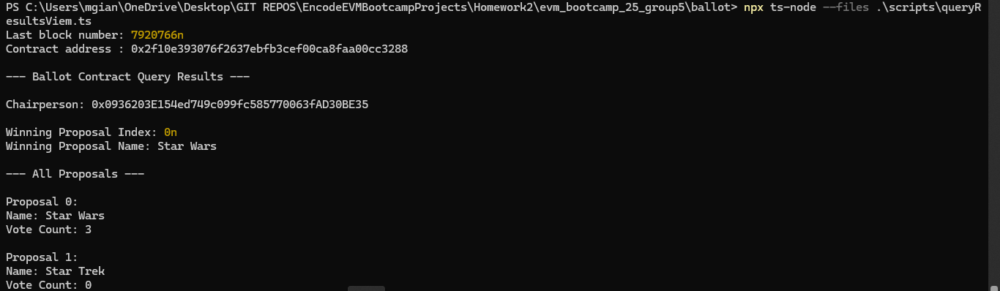 PS C:\Users\mgian\OneDrive\Desktop\GIT REPOS\EncodeEVMBootcampProjects\Homework2\evm_bootcamp_25_group5\ballot> npx ts-node --files .\scripts\queryR
esultsViem.ts
Last block number: 7920766n
Contract address : 0x2f10e393076f2637ebfb3cef00ca8faa00cc3288
--- Ballot Contract Query Results ---
Chairperson: 0x0936203E154ed749c099fc585770063fAD30BE35
Winning Proposal Index: 0n
Winning Proposal Name: Star Wars
--- All Proposals ---
Proposal 0:
Name: Star Wars
Vote Count: 3
Proposal 1:
Name: Star Trek
Vote Count: 0